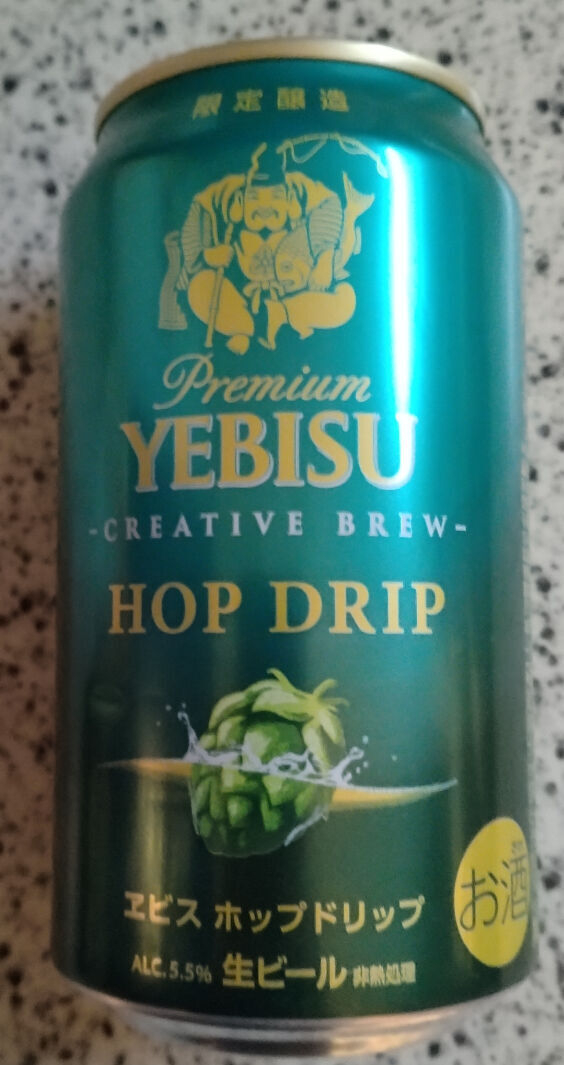 限定醸造
Premium
YEBISU
-CREATIVE BREW-
HOP DRIP
ヱビス ホップドリップ
ALC.5.5% 生ビール 非熱処理
お酒